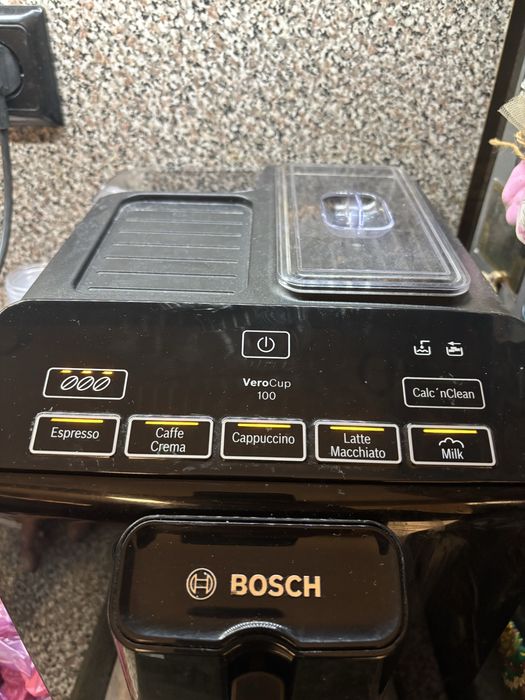 VeroCup
100
Calc'nClean
Espresso
Caffe
Crema
Cappuccino
Latte
Macchiato
Milk
BOSCH